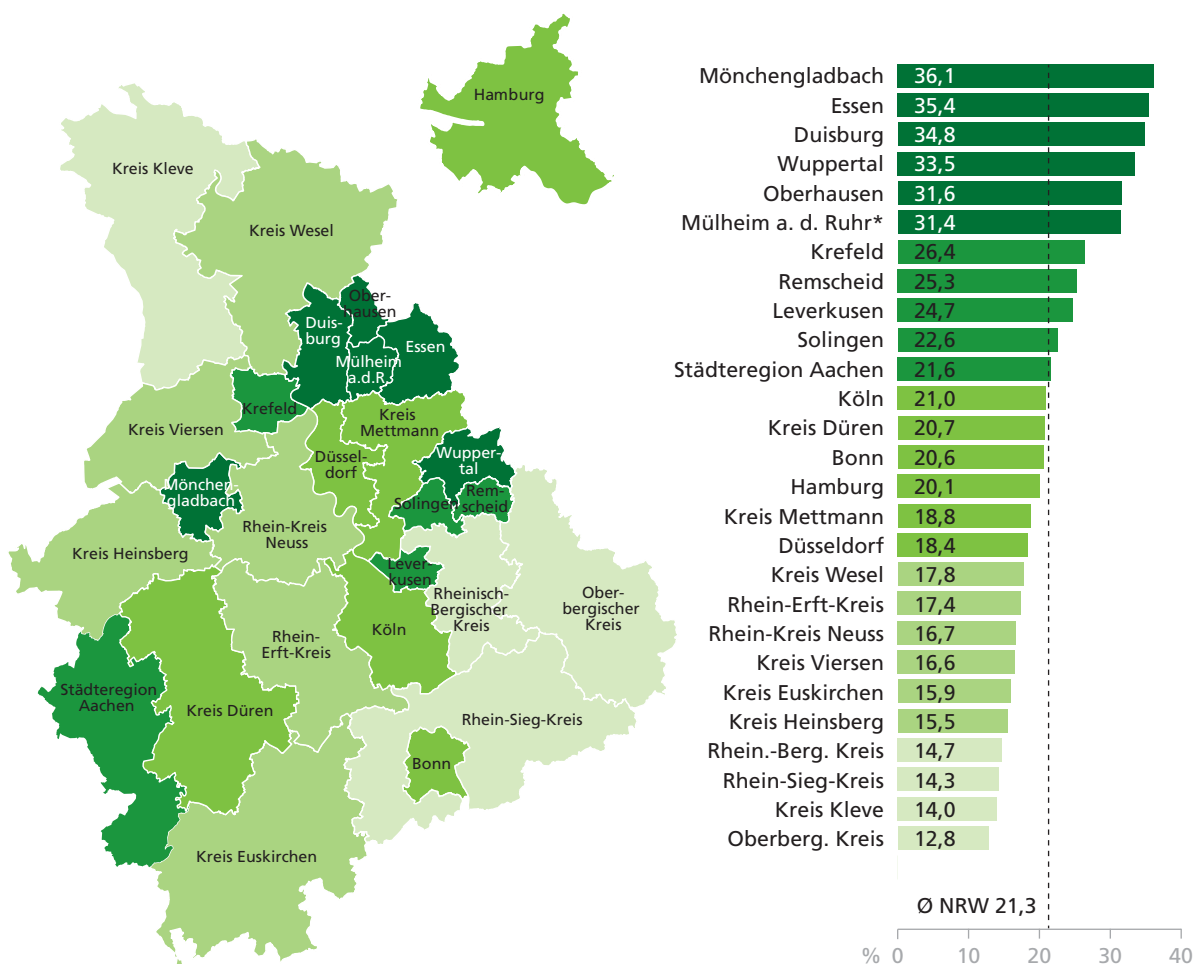 Hamburg
Kreis Kleve
Kreis Wesel
Ober-
hausen
Duis-
burg
Essen
Mülheim
a.d.R.
Krefeld
Kreis
Mettmann
Kreis Viersen
Düssel-
dorf
Wupper-
tal
Mönchen-
gladbach
Solingen
Rem-
scheid
Rhein-Kreis
Neuss
Kreis Heinsberg
Lever-
kusen
Rheinisch-
Bergischer
Kreis
Ober-
bergischer
Kreis
Köln
Rhein-
Erft-Kreis
Städteregion
Aachen
Kreis Düren
Rhein-Sieg-Kreis
Bonn
Kreis Euskirchen
Mönchengladbach 36,1
Essen 35,4
Duisburg 34,8
Wuppertal 33,5
Oberhausen 31,6
Mülheim a. d. Ruhr* 31,4
Krefeld 26,4
Remscheid 25,3
Leverkusen 24,7
Solingen 22,6
Städteregion Aachen 21,6
Köln 21,0
Kreis Düren 20,7
Bonn 20,6
Hamburg 20,1
Kreis Mettmann 18,8
Düsseldorf 18,4
Kreis Wesel 17,8
Rhein-Erft-Kreis 17,4
Rhein-Kreis Neuss 16,7
Kreis Viersen 16,6
Kreis Euskirchen 15,9
Kreis Heinsberg 15,5
Rhein.-Berg. Kreis 14,7
Rhein-Sieg-Kreis 14,3
Kreis Kleve 14,0
Oberberg. Kreis 12,8
Ø NRW 21,3
% 0 10 20 30 40